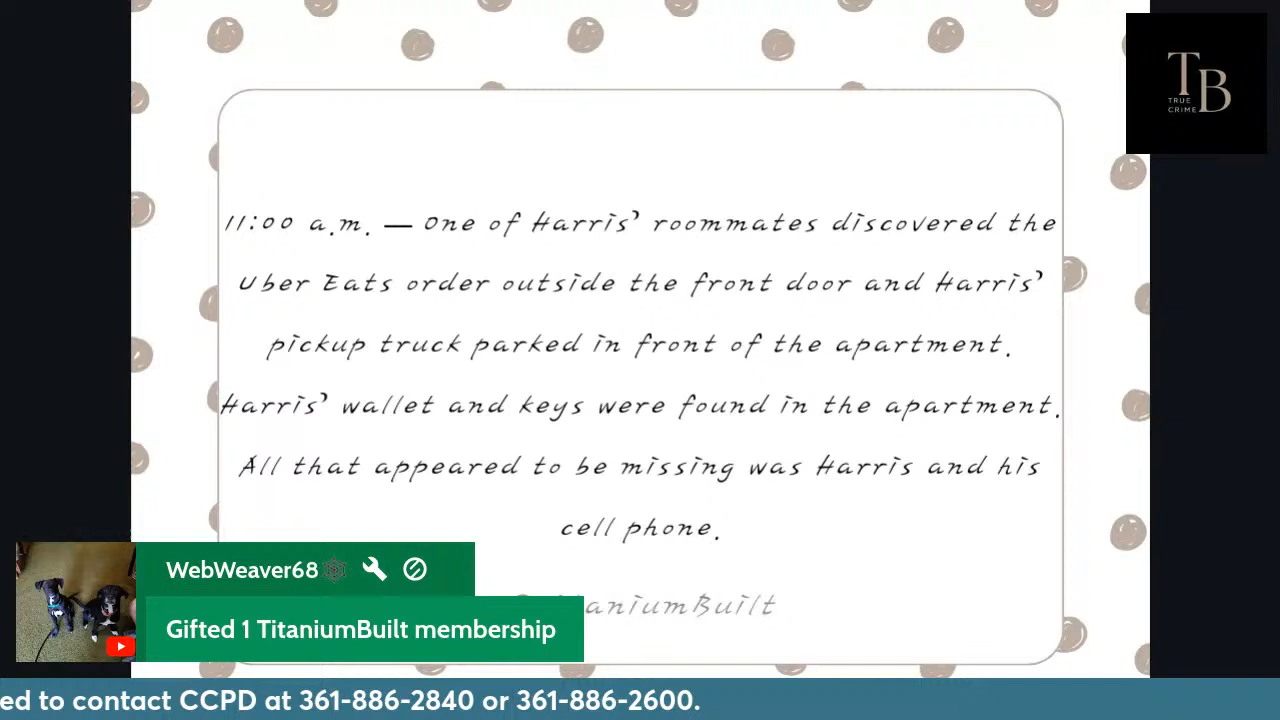 TB
TRUE
CRIME
11:00 a.m. — One of Harris’ roommates discovered the
Uber Eats order outside the front door and Harris’
pickup truck parked in front of the apartment.
Harris’ wallet and keys were found in the apartment.
All that appeared to be missing was Harris and his
cell phone.
WebWeaver68
Gifted 1 TitaniumBuilt membership
aniumBuilt
ed to contact CCPD at 361-886-2840 or 361-886-2600.